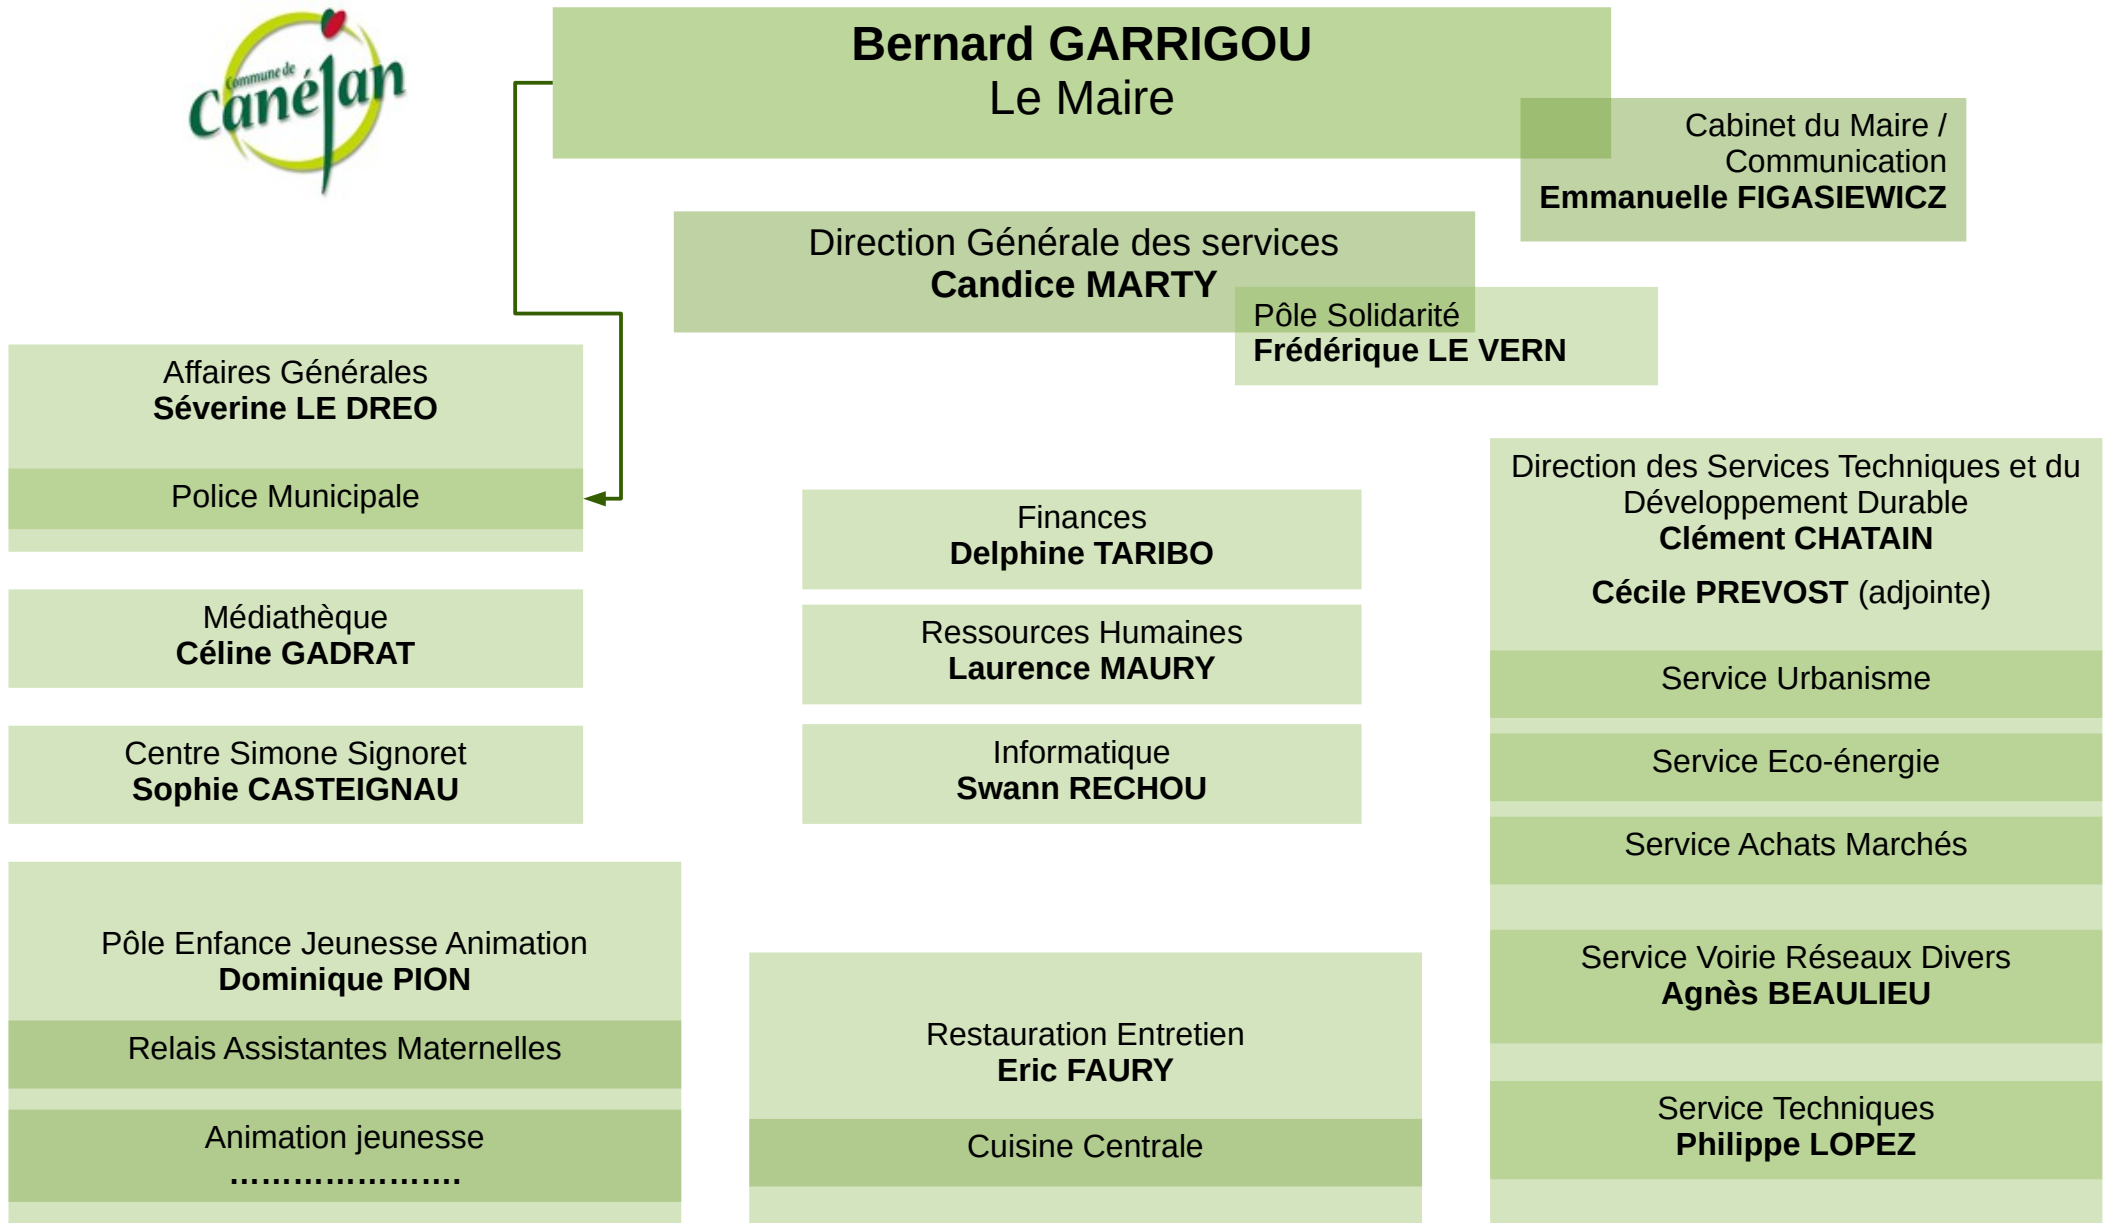 Commune de
Canéjan
Bernard GARRIGOU
Le Maire
Cabinet du Maire /
Communication
Emmanuelle FIGASIEWICZ
Direction Générale des services
Candice MARTY
Pôle Solidarité
Frédérique LE VERN
Affaires Générales
Séverine LE DREO
Police Municipale
Médiathèque
Céline GADRAT
Centre Simone Signoret
Sophie CASTEIGNAU
Pôle Enfance Jeunesse Animation
Dominique PION
Relais Assistantes Maternelles
Animation jeunesse
………………….
Finances
Delphine TARIBO
Ressources Humaines
Laurence MAURY
Informatique
Swann RECHOU
Restauration Entretien
Eric FAURY
Cuisine Centrale
Direction des Services Techniques et du
Développement Durable
Clément CHATAIN
Cécile PREVOST (adjointe)
Service Urbanisme
Service Eco-énergie
Service Achats Marchés
Service Voirie Réseaux Divers
Agnès BEAULIEU
Service Techniques
Philippe LOPEZ